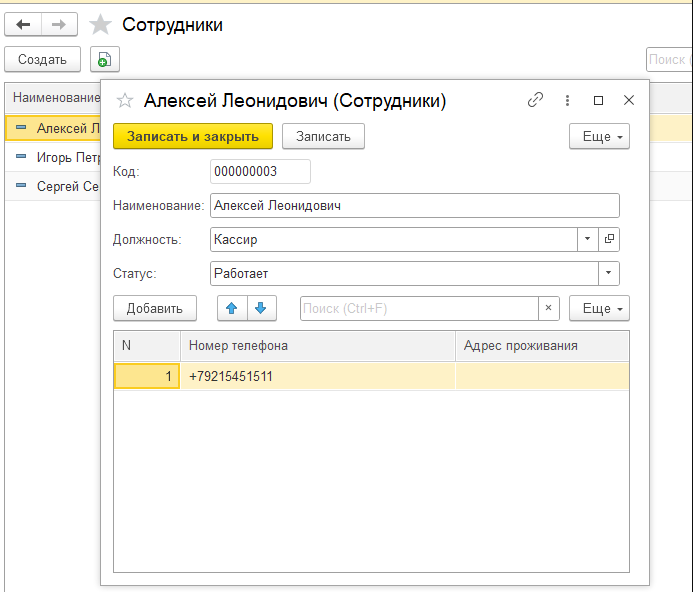 Сотрудники
Создать
Поиск (
Наименование
Алексей Л
Игорь Петр
Сергей Се
Алексей Леонидович (Сотрудники)
Записать и закрыть Записать Еще
Код: 000000003
Наименование: Алексей Леонидович
Должность: Кассир
Статус: Работает
Добавить Поиск (Ctrl+F) × Еще
N Номер телефона Адрес проживания
1 +79215451511